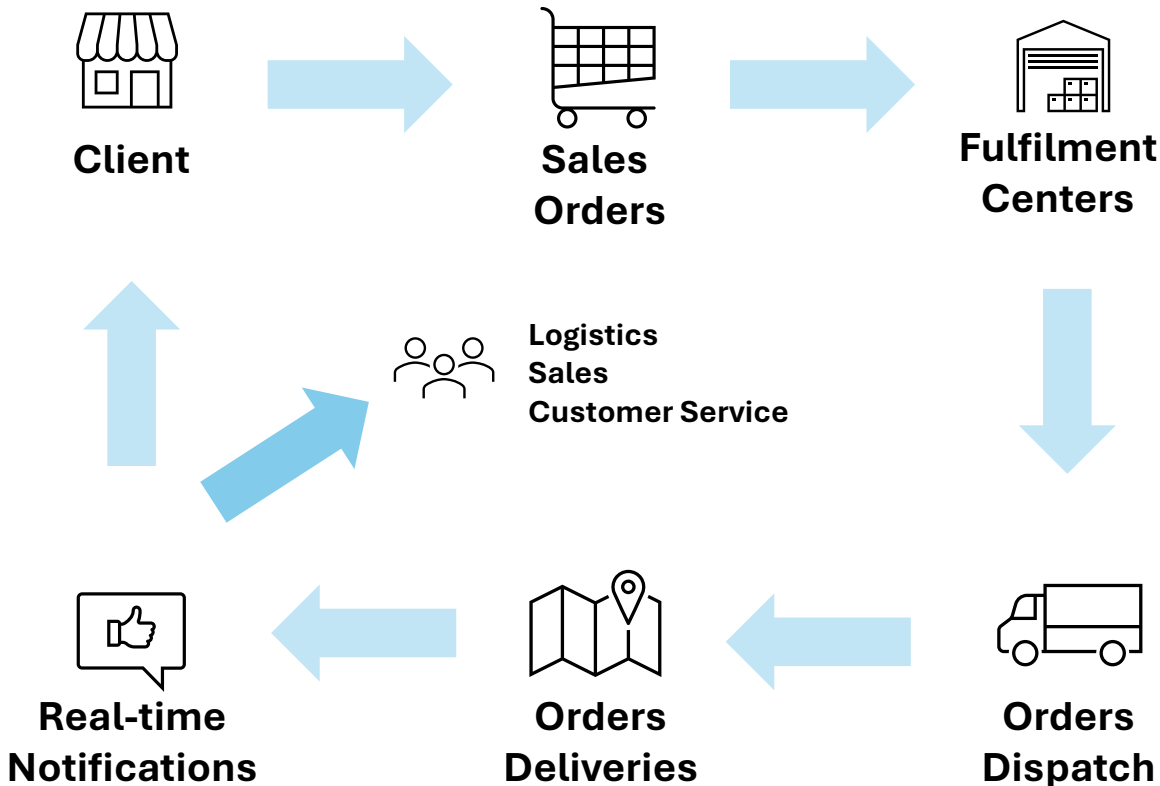 Client
Sales
Orders
Fulfilment
Centers
Logistics
Sales
Customer Service
Real-time
Notifications
Orders
Deliveries
Orders
Dispatch